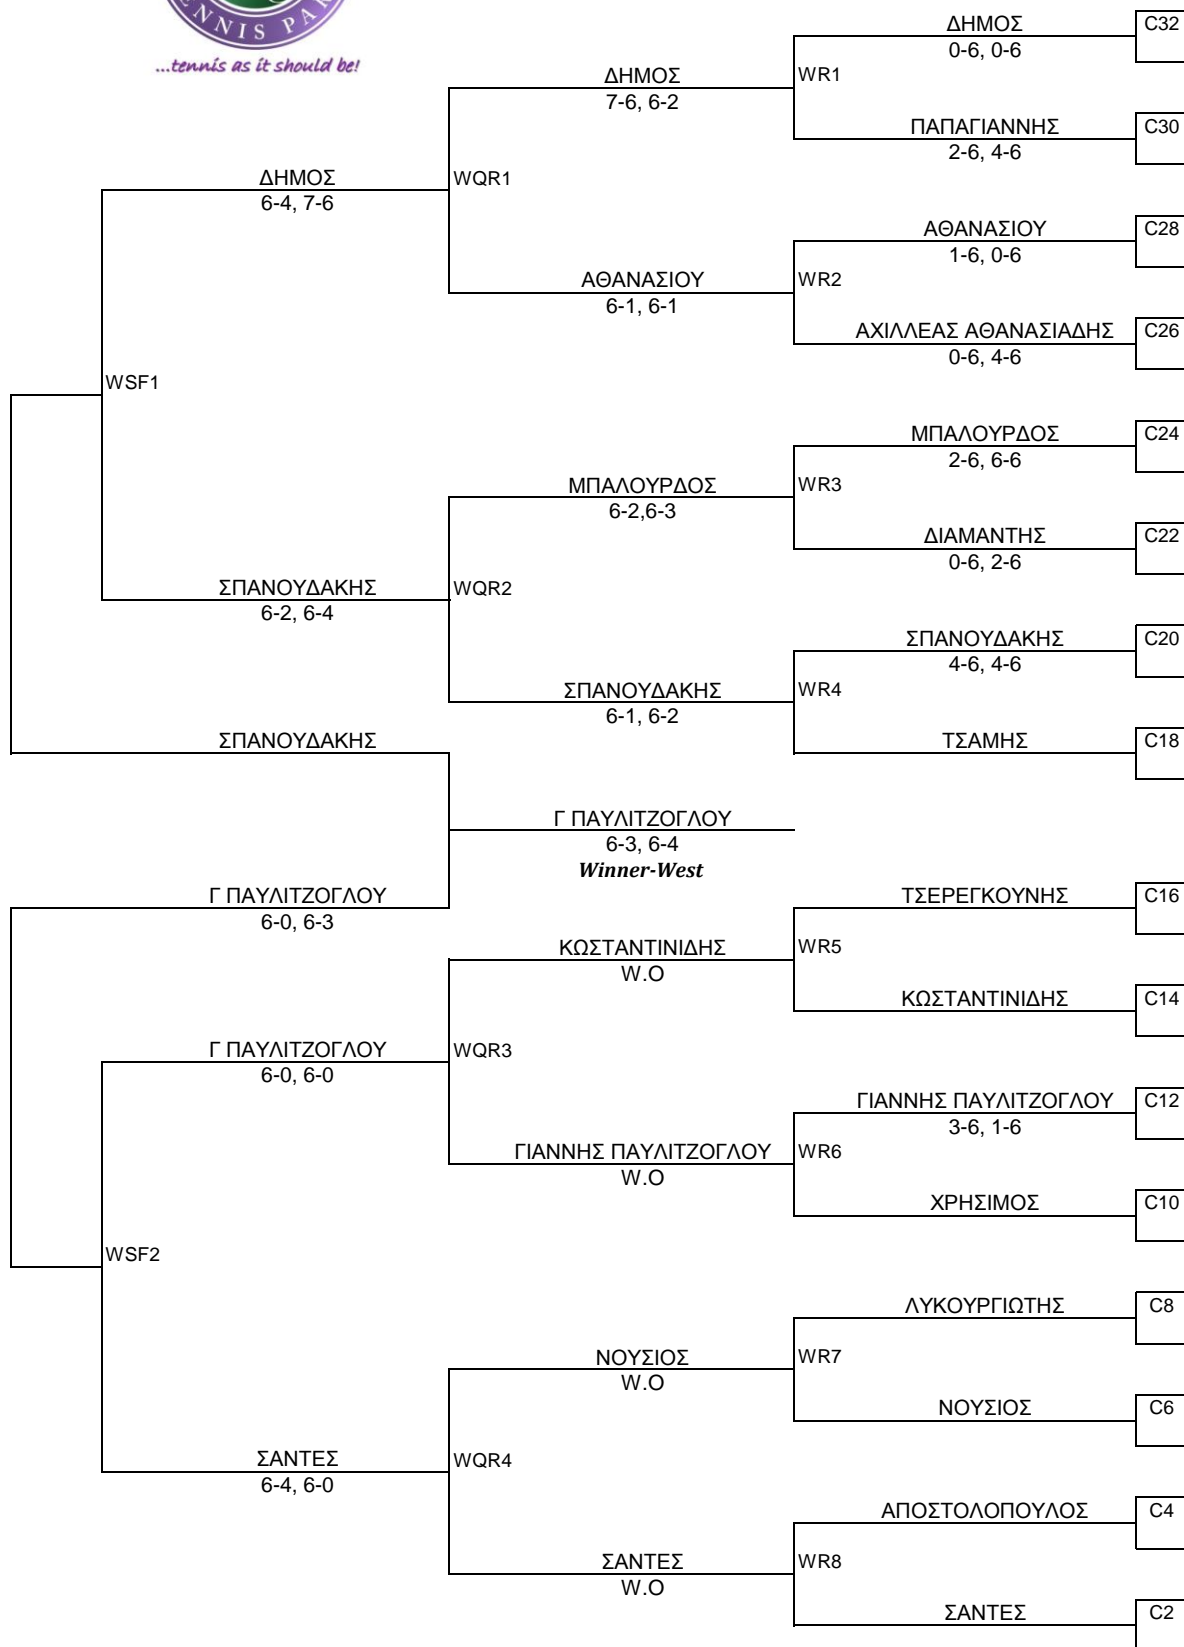 TENNIS PAR
...tennis as it should be!
ΔΗΜΟΣ
C32
0-6, 0-6
ΔΗΜΟΣ
WR1
7-6, 6-2
ΠΑΠΑΓΙΑΝΝΗΣ
C30
2-6, 4-6
ΔΗΜΟΣ
WQR1
6-4, 7-6
ΑΘΑΝΑΣΙΟΥ
C28
1-6, 0-6
ΑΘΑΝΑΣΙΟΥ
WR2
6-1, 6-1
ΑΧΙΛΛΕΑΣ ΑΘΑΝΑΣΙΑΔΗΣ
C26
0-6, 4-6
WSF1
ΜΠΑΛΟΥΡΔΟΣ
C24
2-6, 6-6
ΜΠΑΛΟΥΡΔΟΣ
WR3
6-2,6-3
ΔΙΑΜΑΝΤΗΣ
C22
0-6, 2-6
ΣΠΑΝΟΥΔΑΚΗΣ
WQR2
6-2, 6-4
ΣΠΑΝΟΥΔΑΚΗΣ
C20
4-6, 4-6
ΣΠΑΝΟΥΔΑΚΗΣ
WR4
6-1, 6-2
ΣΠΑΝΟΥΔΑΚΗΣ
ΤΣΑΜΗΣ
C18
Γ ΠΑΥΛΙΤΖΟΓΛΟΥ
6-3, 6-4
Winner-West
Γ ΠΑΥΛΙΤΖΟΓΛΟΥ
6-0, 6-3
ΤΣΕΡΕΓΚΟΥΝΗΣ
C16
ΚΩΣΤΑΝΤΙΝΙΔΗΣ
WR5
W.O
ΚΩΣΤΑΝΤΙΝΙΔΗΣ
C14
Γ ΠΑΥΛΙΤΖΟΓΛΟΥ
WQR3
6-0, 6-0
ΓΙΑΝΝΗΣ ΠΑΥΛΙΤΖΟΓΛΟΥ
C12
3-6, 1-6
ΓΙΑΝΝΗΣ ΠΑΥΛΙΤΖΟΓΛΟΥ
WR6
W.O
ΧΡΗΣΙΜΟΣ
C10
WSF2
ΛΥΚΟΥΡΓΙΩΤΗΣ
C8
ΝΟΥΣΙΟΣ
WR7
W.O
ΝΟΥΣΙΟΣ
C6
ΣΑΝΤΕΣ
WQR4
6-4, 6-0
ΑΠΟΣΤΟΛΟΠΟΥΛΟΣ
C4
ΣΑΝΤΕΣ
WR8
W.O
ΣΑΝΤΕΣ
C2